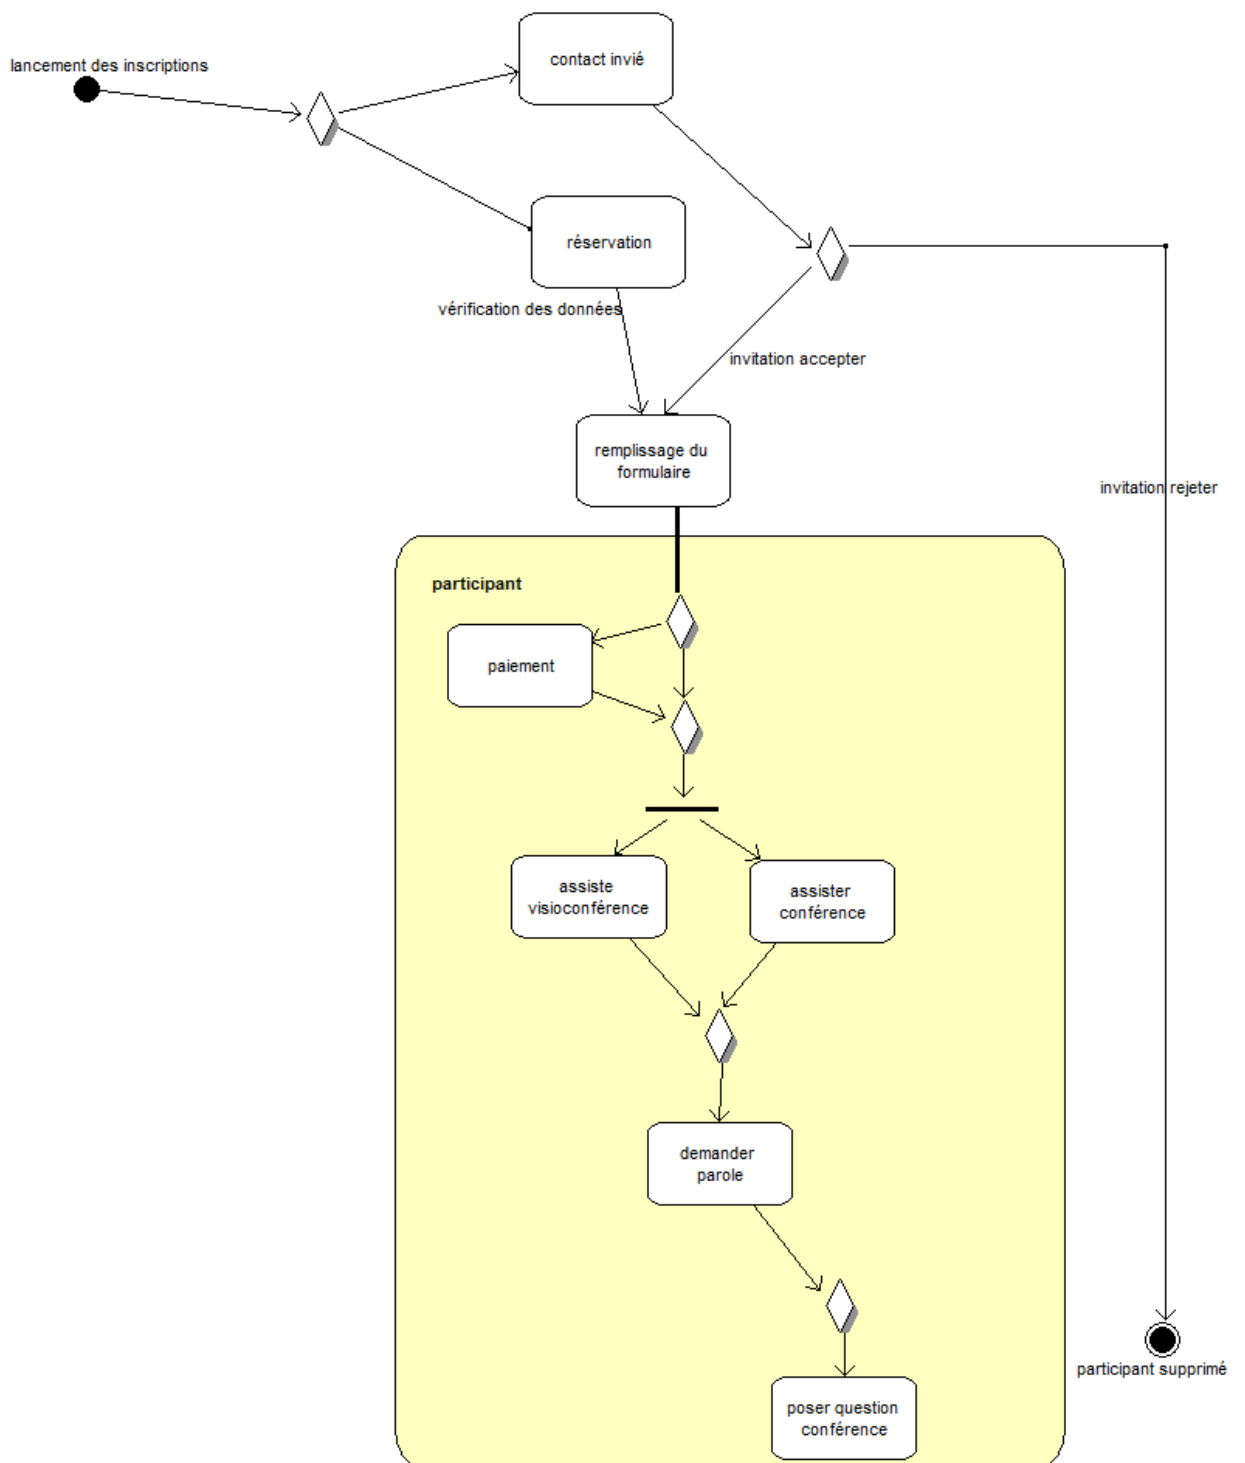 contact invié
lancement des inscriptions
réservation
vérification des données
invitation accepter
remplissage du
formulaire
invitation rejeter
participant
paiement
assiste
visioconférence
assister
conférence
demander
parole
participant supprimé
poser question
conférence